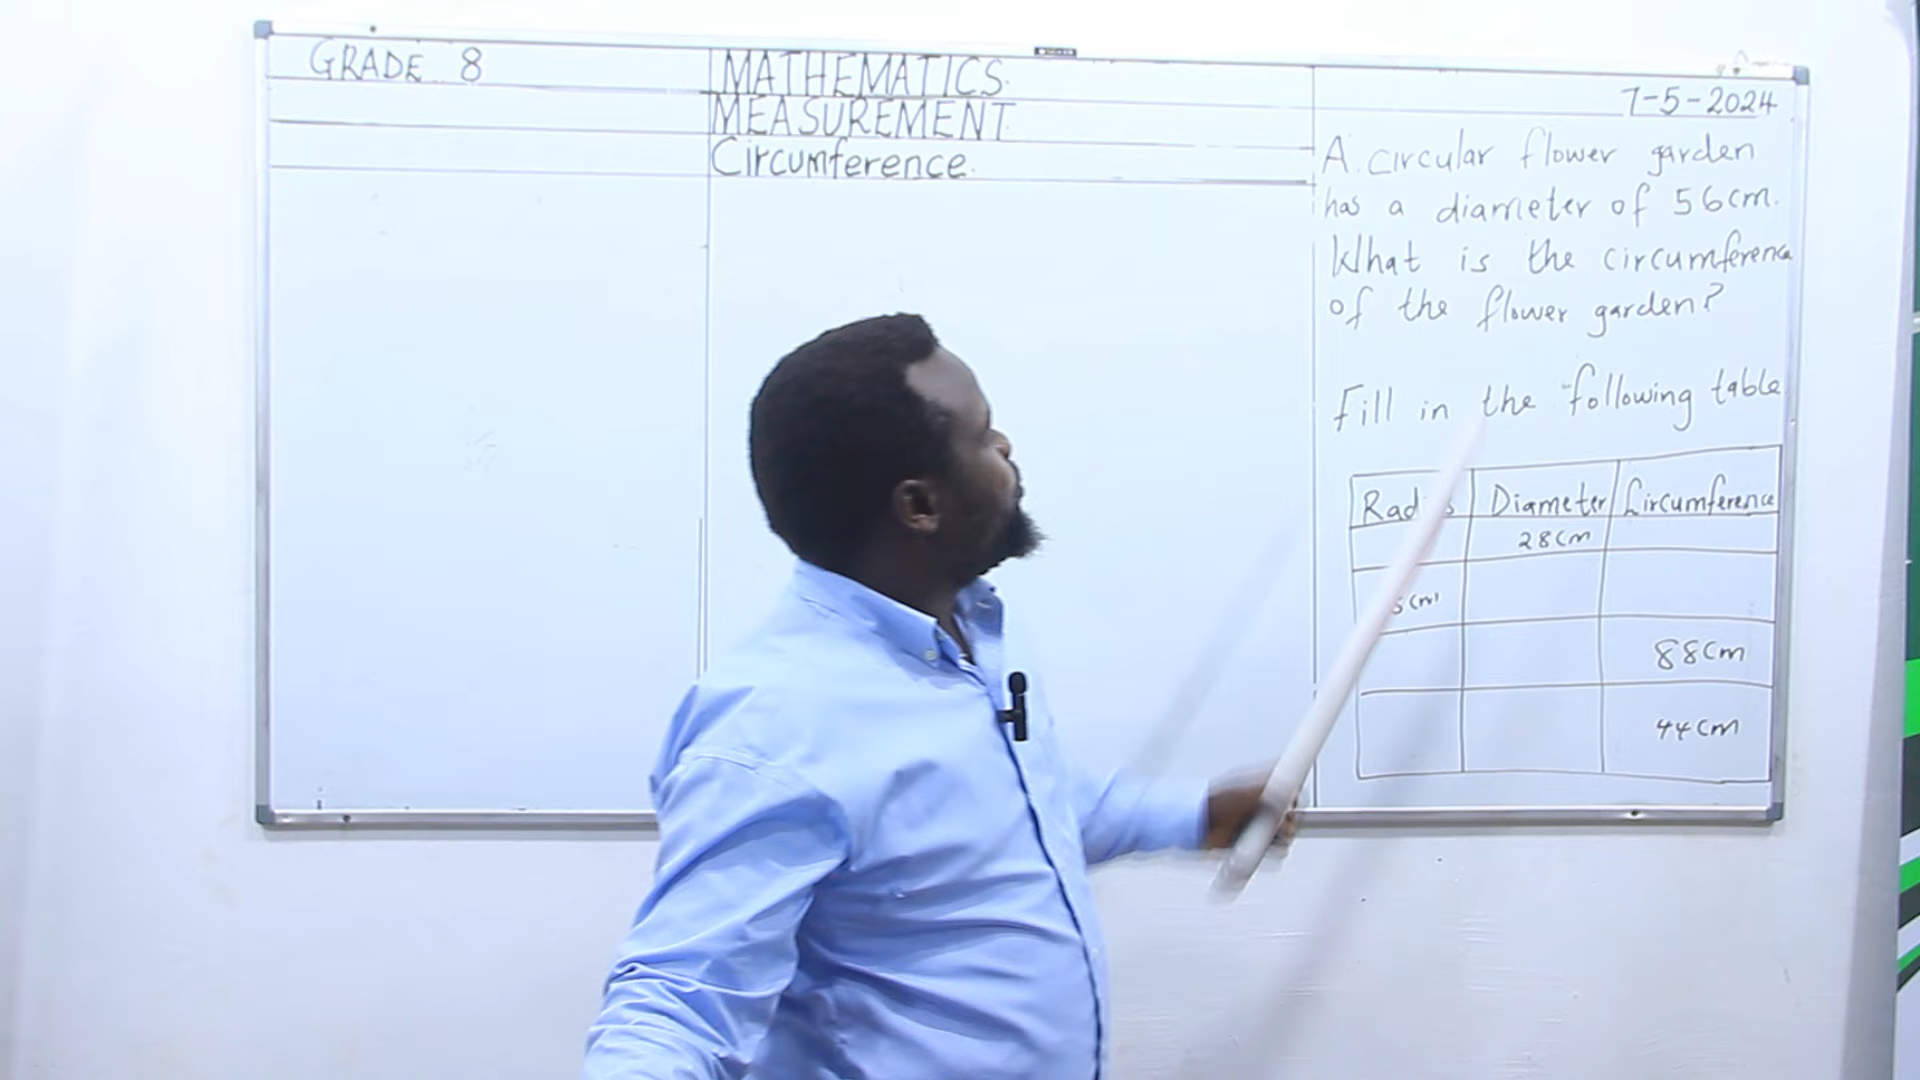 GRADE 8
MATHEMATICS
MEASUREMENT
Circumference
7-5-2024
A circular flower garden
has a diameter of 56cm.
What is the circumference
of the flower garden?
Fill in the following table
Diameter Circumference
28cm
88cm
44cm